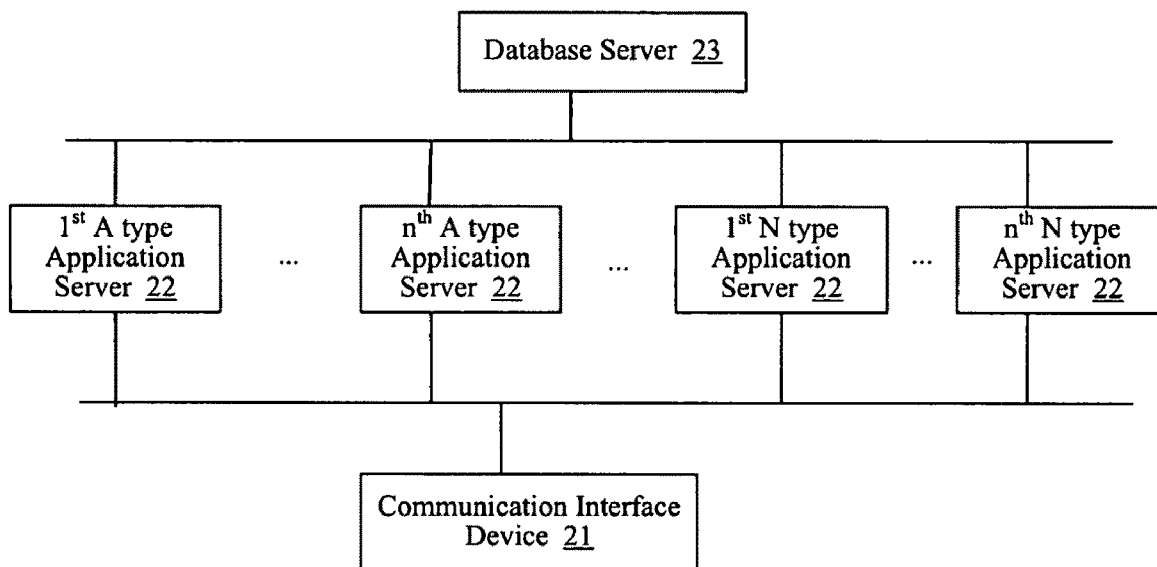 Database Server 23
1st A type
Application
Server 22
...
nth A type
Application
Server 22
...
1st N type
Application
Server 22
...
nth N type
Application
Server 22
Communication Interface
Device 21